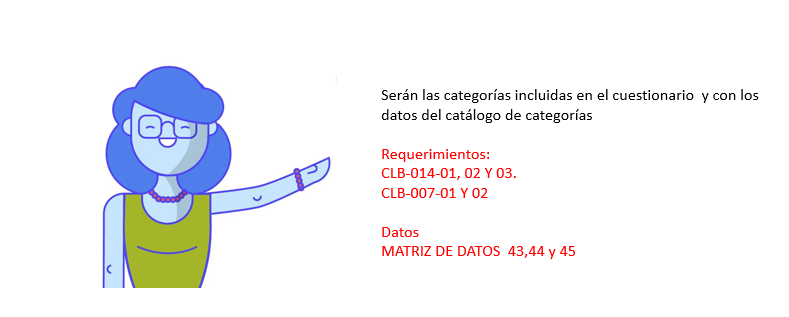 Serán las categorías incluidas en el cuestionario  y con los
datos del catálogo de categorías
Requerimientos:
CLB-014-01, 02 Y 03.
CLB-007-01 Y 02
Datos
MATRIZ DE DATOS  43,44 y 45